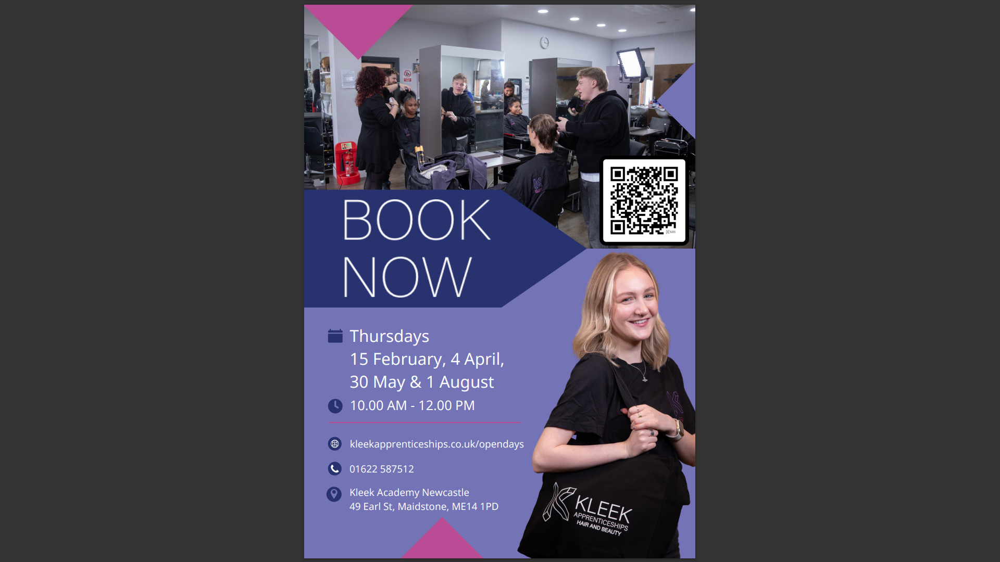 BOOK
NOW
Thursdays
15 February, 4 April,
30 May & 1 August
10.00 AM - 12.00 PM
kleekapprenticeships.co.uk/opendays
01622 587512
Kleek Academy Newcastle
49 Earl St, Maidstone, ME14 1PD
KLEEK
APPRENTICESHIPS
HAIR AND BEAUTY